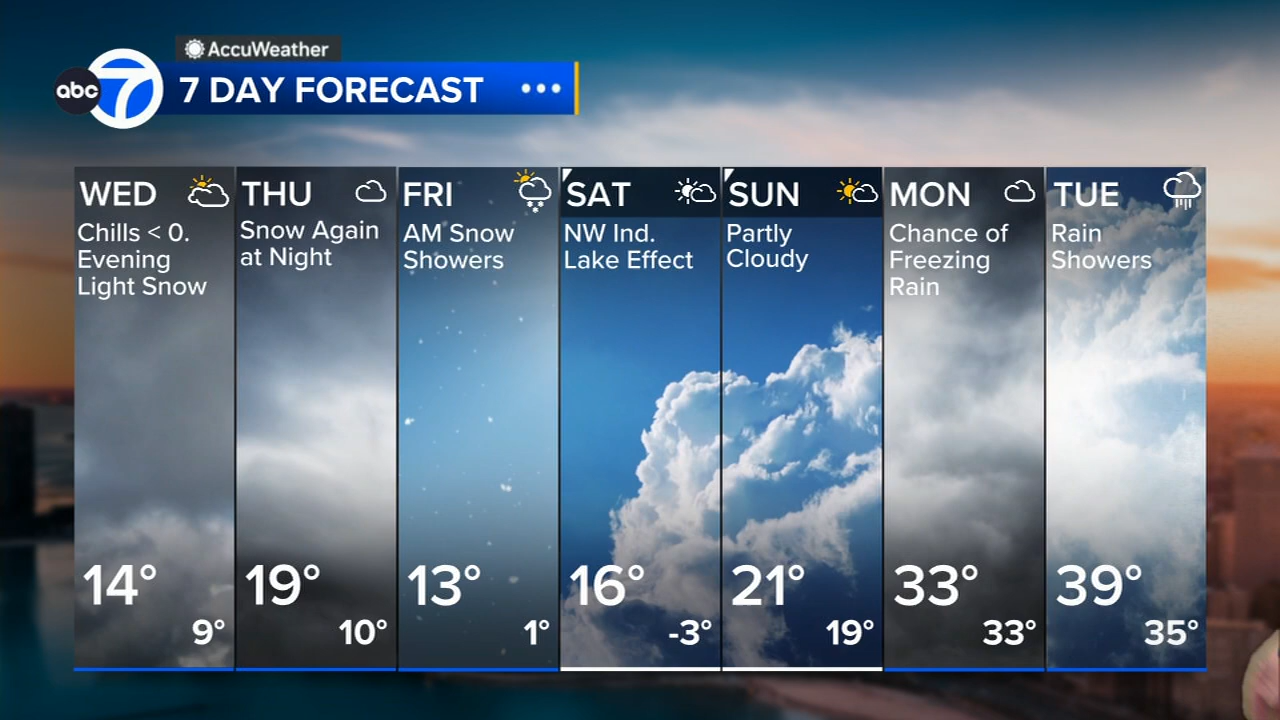 AccuWeather
abc 7
7 DAY FORECAST
WED
Chills < 0.
Evening
Light Snow
14°
9°
THU
Snow Again
at Night
19°
10°
FRI
AM Snow
Showers
13°
1°
SAT
NW Ind.
Lake Effect
16°
-3°
SUN
Partly
Cloudy
21°
19°
MON
Chance of
Freezing
Rain
33°
33°
TUE
Rain
Showers
39°
35°